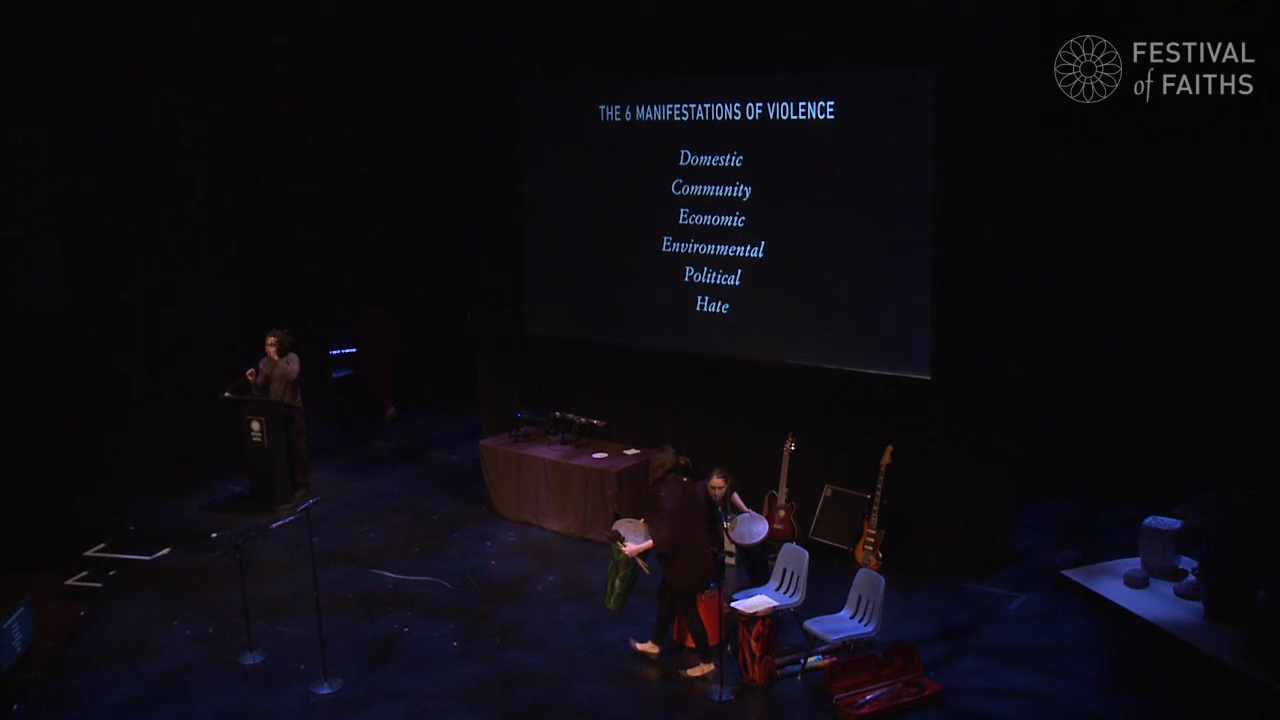 FESTIVAL
of FAITHS
THE 6 MANIFESTATIONS OF VIOLENCE
Domestic
Community
Economic
Environmental
Political
Hate